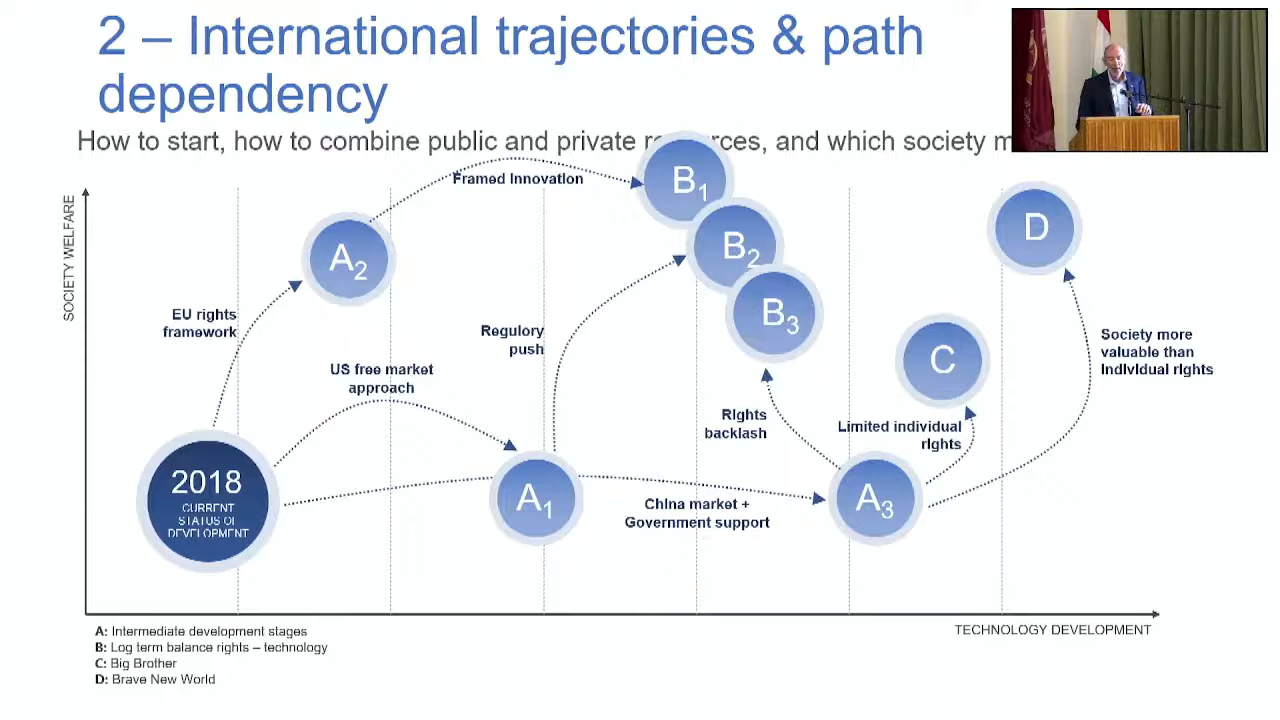 2 – International trajectories & path
dependency
How to start, how to combine public and private
and which society
SOCIETY WELFARE
Framed Innovation
B1
A2
B2
D
B3
EU rights
framework
Regulory
push
Society more
valuable than
individual rights
US free market
approach
C
Rights
backlash
Limited individual
rights
2018
CURRENT
STATUS OF
DEVELOPMENT
A1
China market +
Government support
A3
TECHNOLOGY DEVELOPMENT
A: Intermediate development stages
B: Log term balance rights – technology
C: Big Brother
D: Brave New World